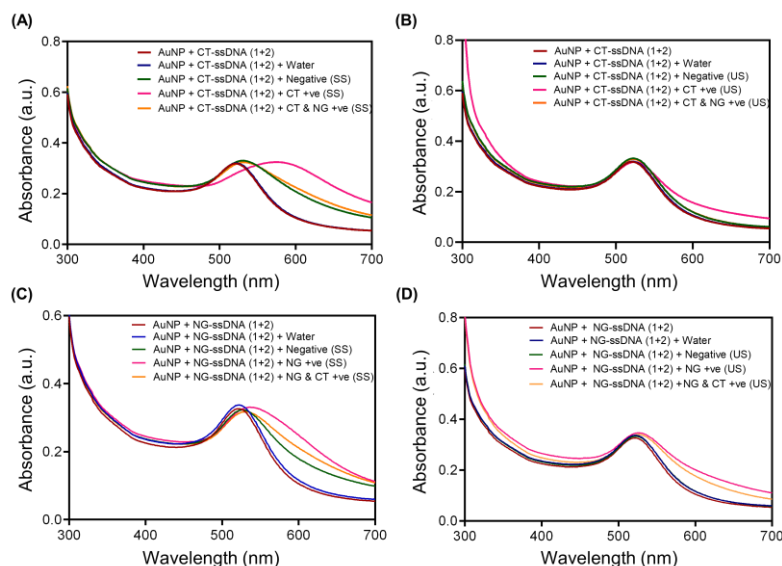 (A)
0.8
0.6
0.4
0.2
0.0
Absorbance (a.u.)
AuNP + CT-ssDNA (1+2)
AuNP + CT-ssDNA (1+2) + Water
AuNP + CT-ssDNA (1+2) + Negative (SS)
AuNP + CT-ssDNA (1+2) + CT +ve (SS)
AuNP + CT-ssDNA (1+2) + CT & NG +ve (SS)
300 400 500 600 700
Wavelength (nm)
(B)
0.8
0.6
0.4
0.2
0.0
Absorbance (a.u.)
AuNP + CT-ssDNA (1+2)
AuNP + CT-ssDNA (1+2) + Water
AuNP + CT-ssDNA (1+2) + Negative (US)
AuNP + CT-ssDNA (1+2) + CT +ve (US)
AuNP + CT-ssDNA (1+2) + CT & NG +ve (US)
300 400 500 600 700
Wavelength (nm)
(C)
0.6
0.4
0.2
0.0
Absorbance (a.u.)
AuNP + NG-ssDNA (1+2)
AuNP + NG-ssDNA (1+2) + Water
AuNP + NG-ssDNA (1+2) + Negative (SS)
AuNP + NG-ssDNA (1+2) + NG +ve (SS)
AuNP + NG-ssDNA (1+2) + NG & CT +ve (SS)
300 400 500 600 700
Wavelength (nm)
(D)
0.8
0.6
0.4
0.2
0.0
Absorbance (a.u.)
AuNP + NG-ssDNA (1+2)
AuNP + NG-ssDNA (1+2) + Water
AuNP + NG-ssDNA (1+2) + Negative (US)
AuNP + NG-ssDNA (1+2) + NG +ve (US)
AuNP + NG-ssDNA (1+2) +NG & CT +ve (US)
300 400 500 600 700
Wavelength (nm)